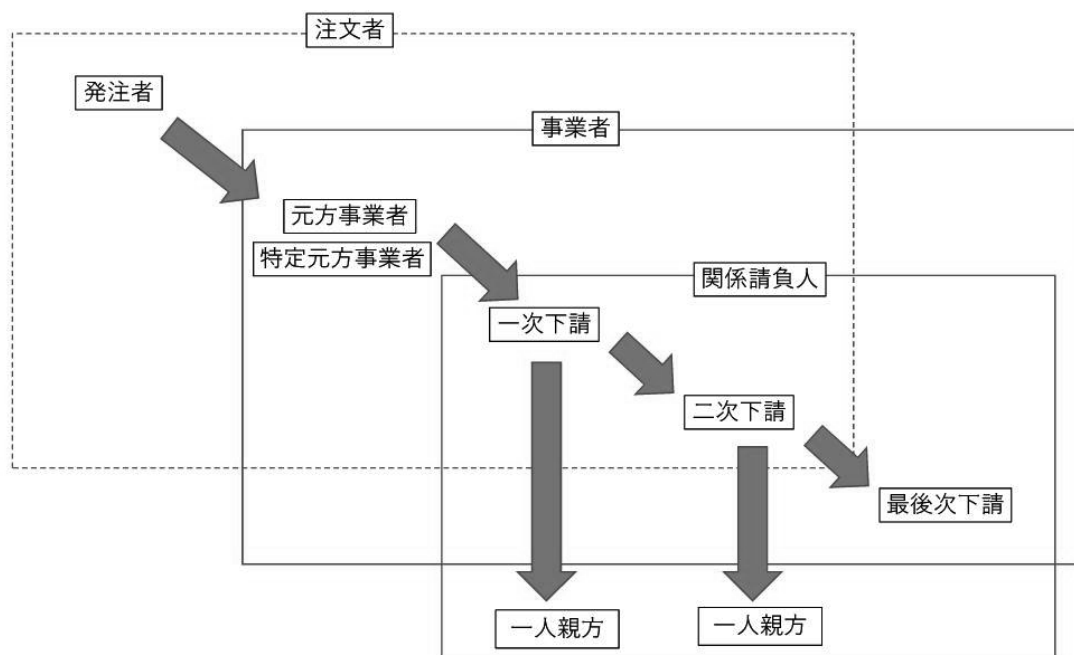 注文者
発注者
事業者
元方事業者
特定元方事業者
関係請負人
一次下請
二次下請
最後次下請
一人親方
一人親方